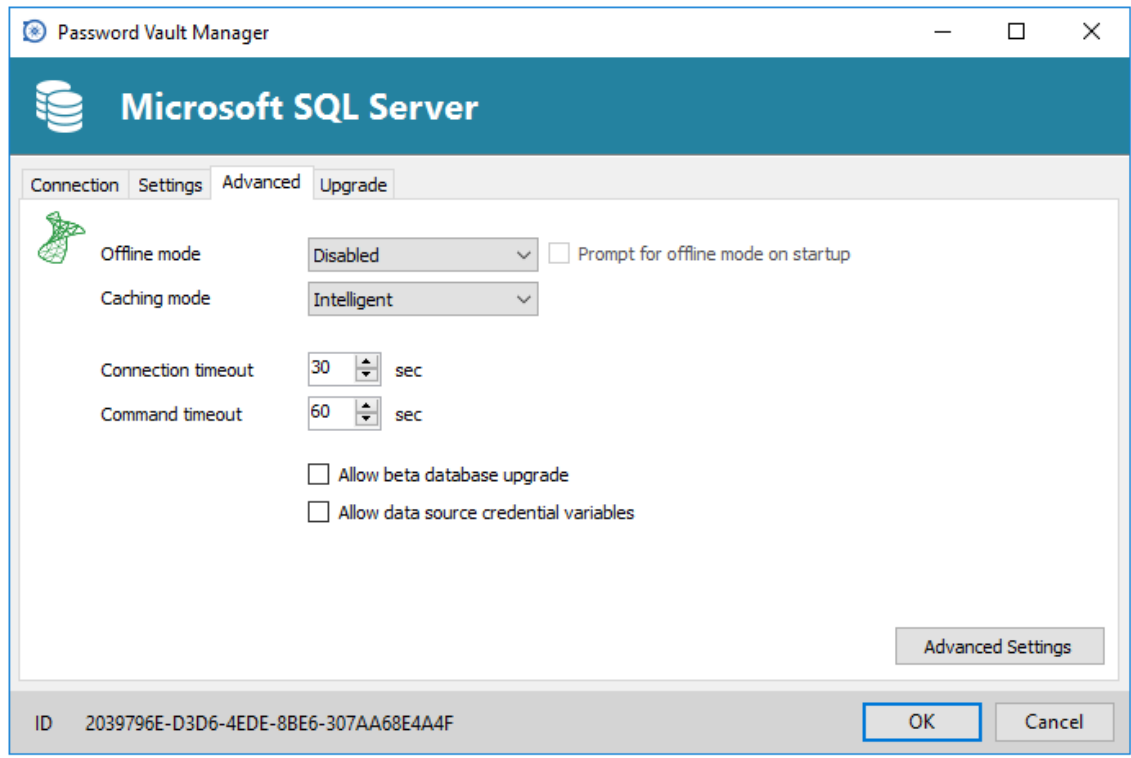 Password Vault Manager
Microsoft SQL Server
Connection Settings Advanced Upgrade
Offline mode Disabled Prompt for offline mode on startup
Caching mode Intelligent
Connection timeout 30 sec
Command timeout 60 sec
Allow beta database upgrade
Allow data source credential variables
Advanced Settings
ID 2039796E-D3D6-4EDE-8BE6-307AA68E4A4F OK Cancel